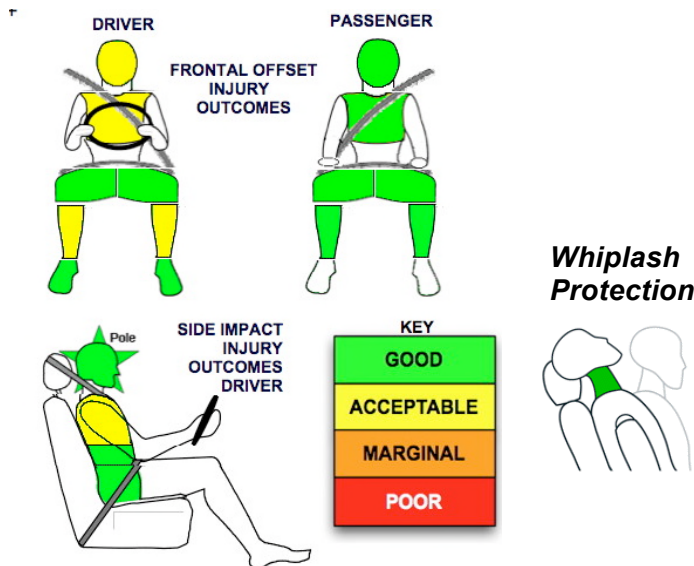 DRIVER
PASSENGER
FRONTAL OFFSET
INJURY
OUTCOMES
Whiplash
Protection
Pole
SIDE IMPACT
INJURY
OUTCOMES
DRIVER
KEY
GOOD
ACCEPTABLE
MARGINAL
POOR